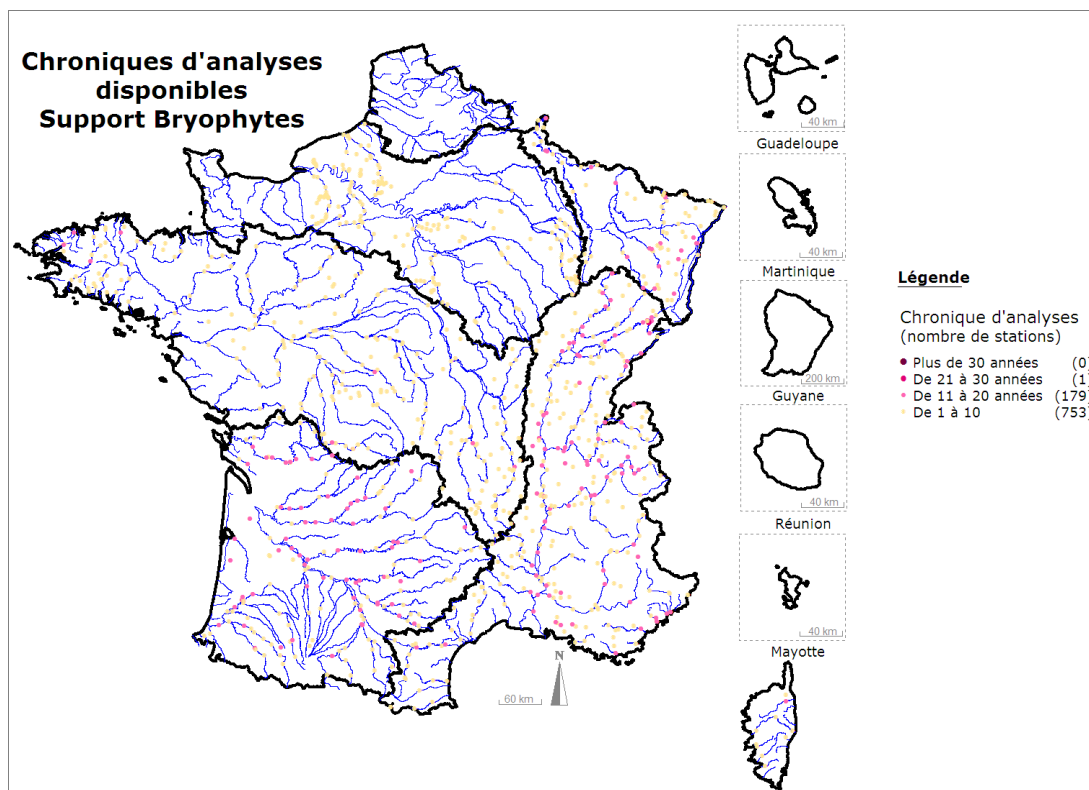 Chroniques d'analyses
disponibles
Support Bryophytes
40 km
Guadeloupe
40 km
Martinique
200 km
Guyane
40 km
Réunion
40 km
Mayotte
N
60 km
Légende
Chronique d'analyses
(nombre de stations)
Plus de 30 années (0)
De 21 à 30 années (1)
De 11 à 20 années (179)
De 1 à 10 (753)